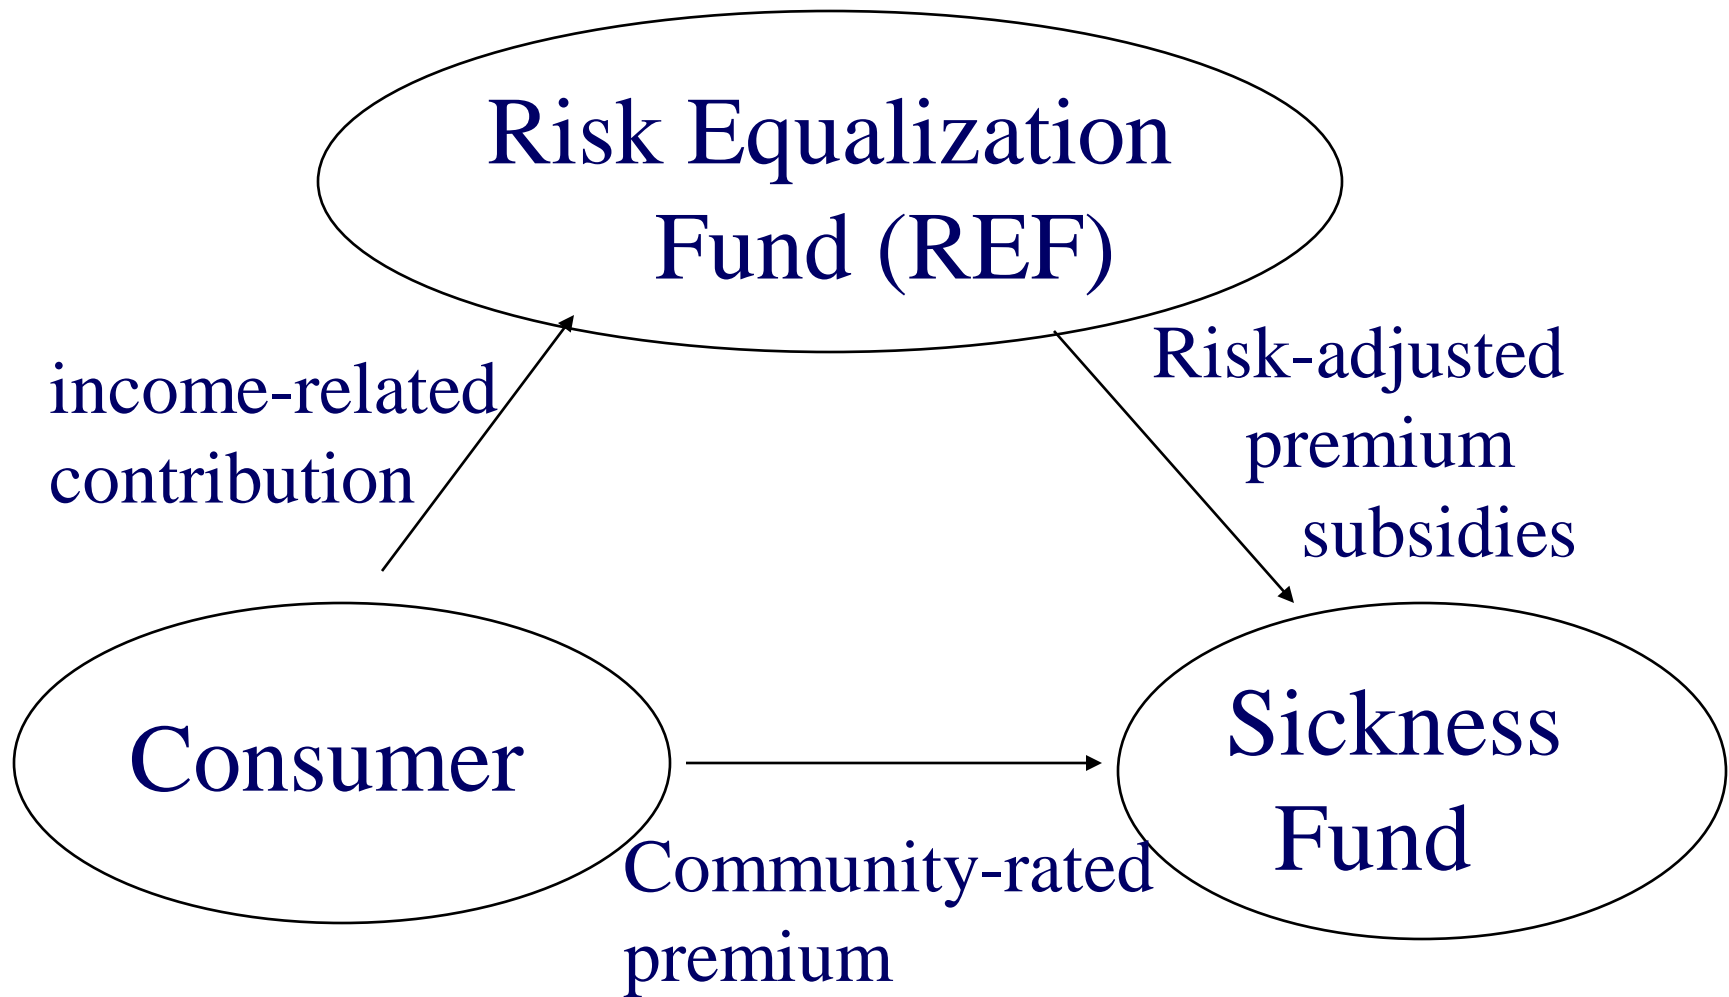 Risk Equalization
Fund (REF)
income-related
contribution
Risk-adjusted
premium
subsidies
Consumer
Sickness
Fund
Community-rated
premium